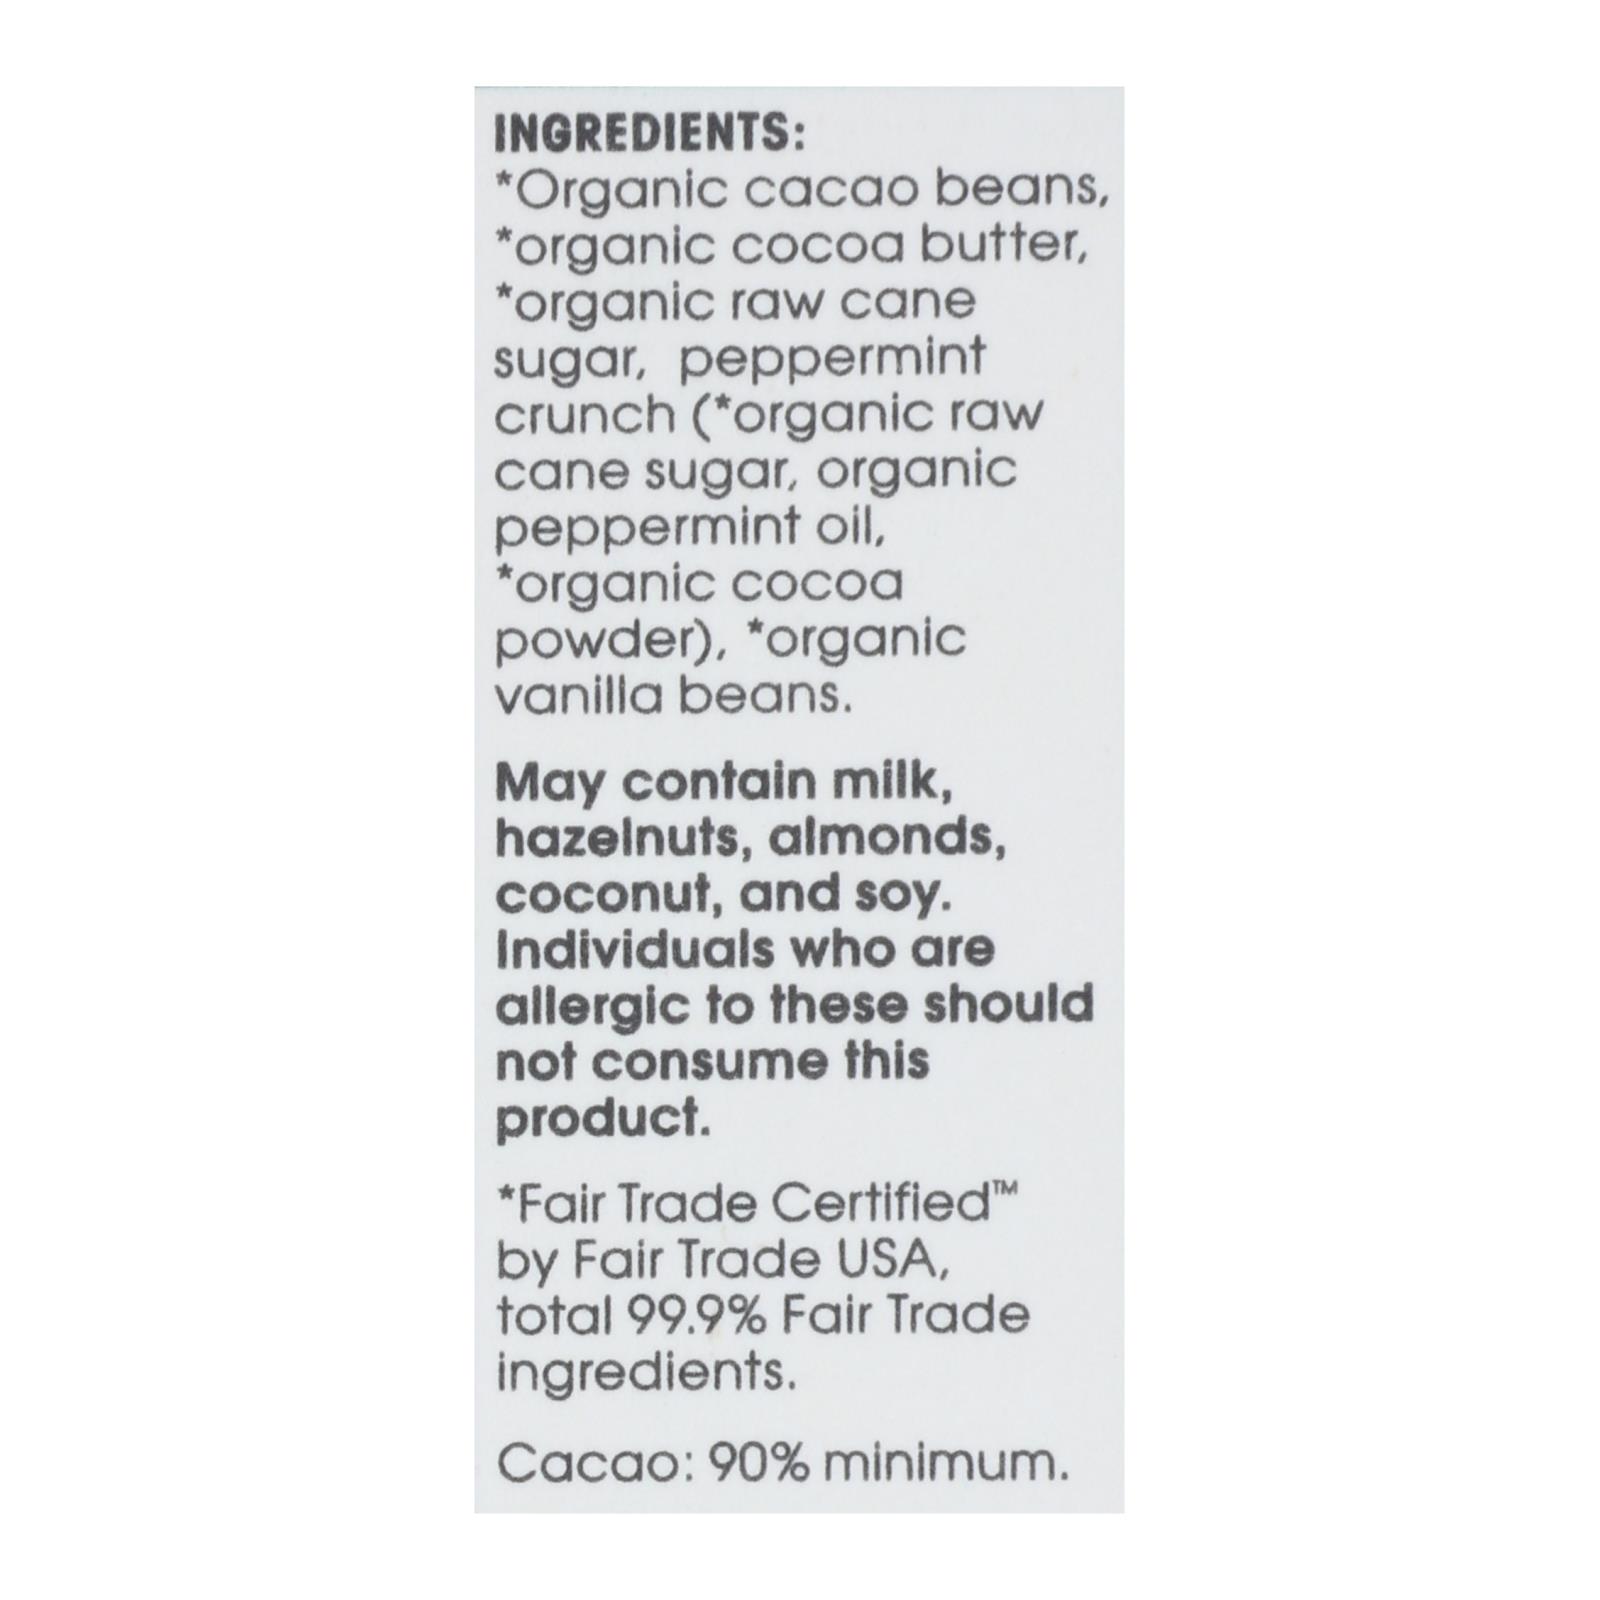 INGREDIENTS:
*Organic cacao beans,
*organic cocoa butter,
*organic raw cane
sugar, peppermint
crunch (*organic raw
cane sugar, organic
peppermint oil,
*organic cocoa
powder), *organic
vanilla beans.
May contain milk,
hazelnuts, almonds,
coconut, and soy.
Individuals who are
allergic to these should
not consume this
product.
*Fair Trade Certified™
by Fair Trade USA,
total 99.9% Fair Trade
ingredients.
Cacao: 90% minimum.